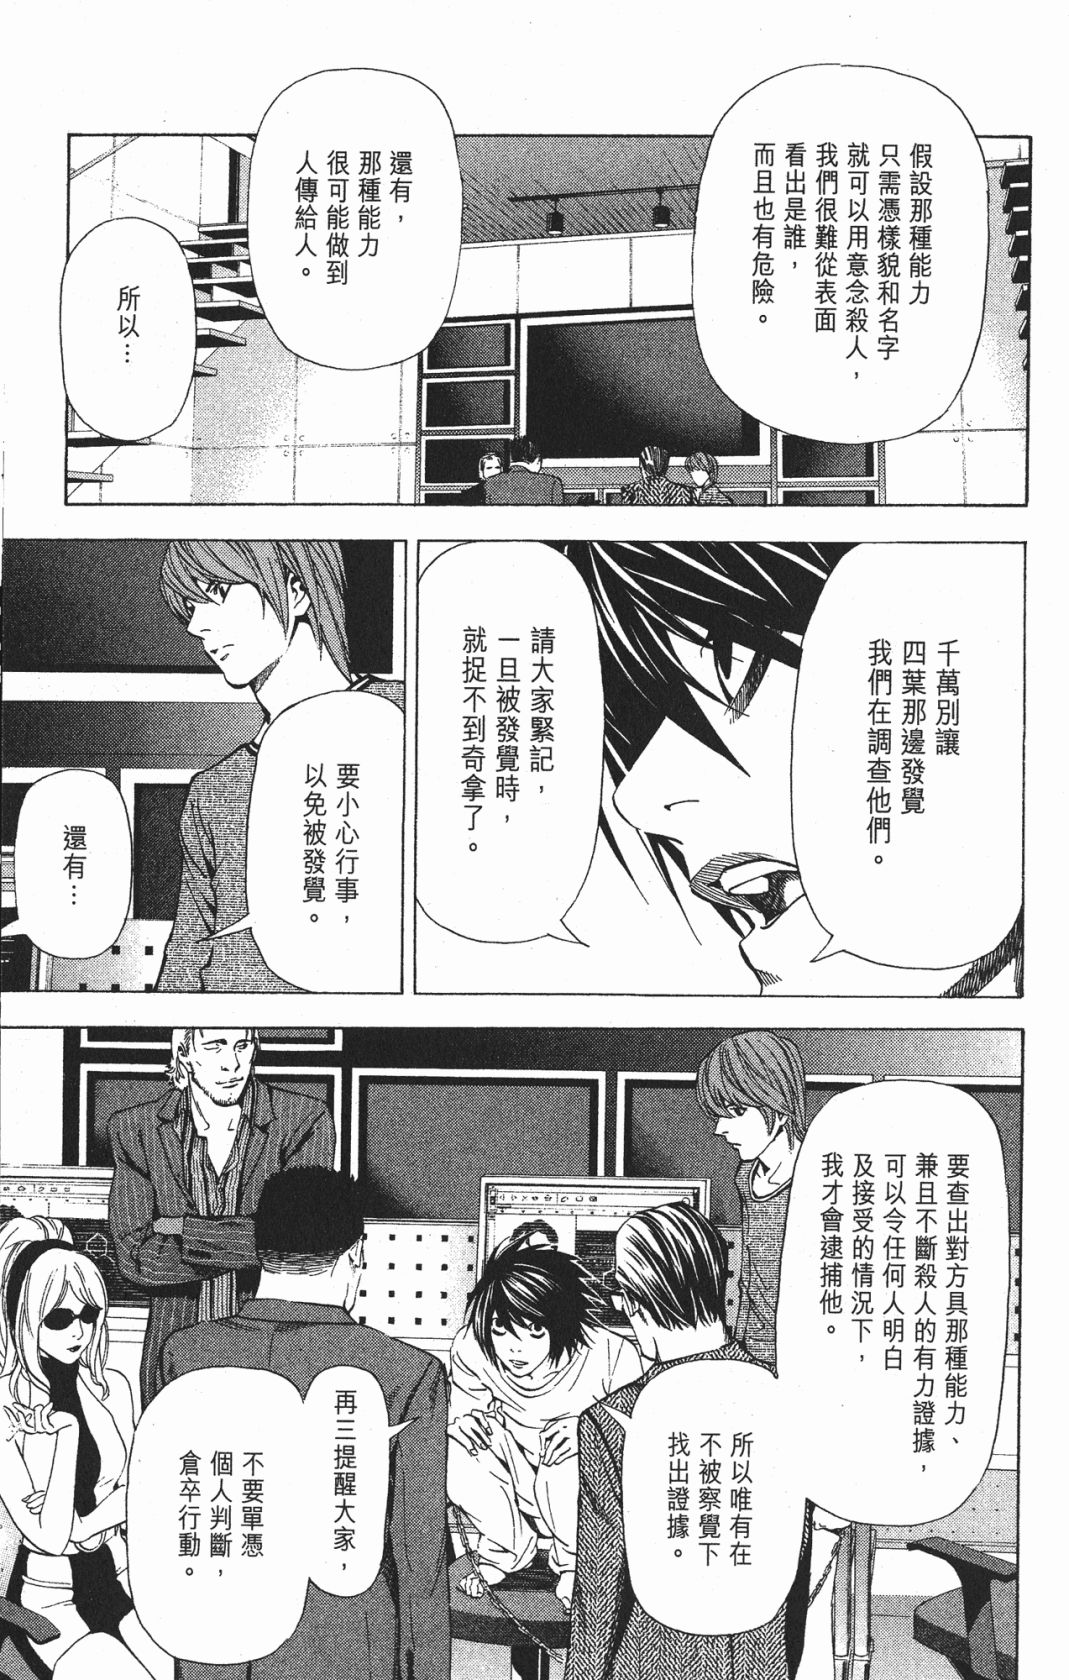 假設那種能力
只需憑樣貌和名字
就可以用意念殺人，
我們很難從表面
看出是誰，
而且也有危險。
還有，
那種能力
很可能做到
人傳給人。
所以…
千萬別讓
四葉那邊發覺
我們在調查他們。
請大家緊記，
一旦被發覺時，
就捉不到奇拿了。
要小心行事，
以免被發覺。
還有…
要查出對方具那種能力、
兼且不斷殺人的有力證據，
可以令任何人明白
及接受的情況下，
我才會逮捕他。
所以唯有在
不被察覺下
找出證據。
再三提醒大家，
不要單憑
個人判斷，
倉卒行動。